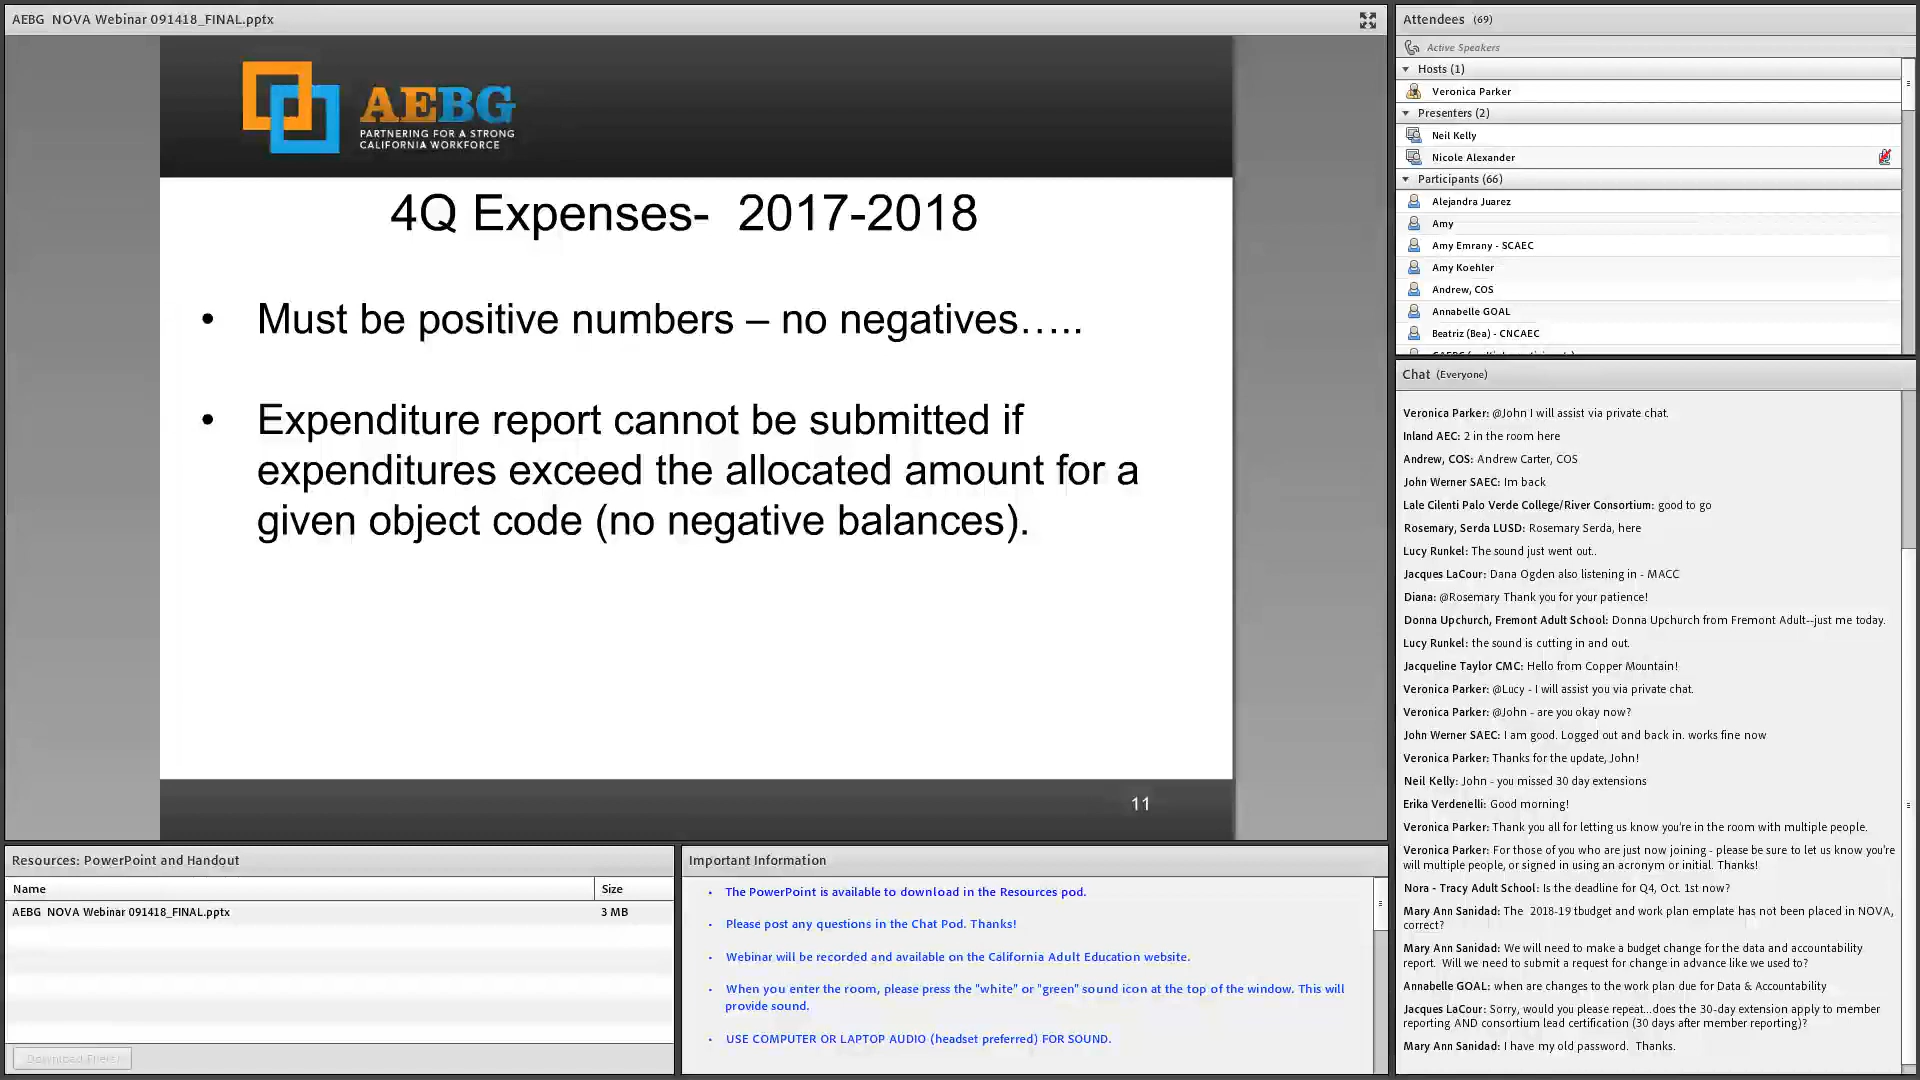 AEBG NOVA Webinar 091418_FINAL.pptx
AEBG
PARTNERING FOR A STRONG
CALIFORNIA WORKFORCE
4Q Expenses- 2017-2018
• Must be positive numbers – no negatives…..
• Expenditure report cannot be submitted if
expenditures exceed the allocated amount for a
given object code (no negative balances).
11
Resources: PowerPoint and Handout
Name Size
AEBG NOVA Webinar 091418_FINAL.pptx 3 MB
Download File(s)
Important Information
• The PowerPoint is available to download in the Resources pod.
• Please post any questions in the Chat Pod. Thanks!
• Webinar will be recorded and available on the California Adult Education website.
• When you enter the room, please press the "white" or "green" sound icon at the top of the window. This will
provide sound.
• USE COMPUTER OR LAPTOP AUDIO (headset preferred) FOR SOUND.
Attendees (69)
Active Speakers
Hosts (1)
Veronica Parker
Presenters (2)
Neil Kelly
Nicole Alexander
Participants (66)
Alejandra Juarez
Amy
Amy Emrany - SCAEC
Amy Koehler
Andrew, COS
Annabelle GOAL
Beatriz (Bea) - CNCAEC
Chat (Everyone)
Veronica Parker: @John I will assist via private chat.
Inland AEC: 2 in the room here
Andrew, COS: Andrew Carter, COS
John Werner SAEC: Im back
Lale Cilenti Palo Verde College/River Consortium: good to go
Rosemary, Serda LUSD: Rosemary Serda, here
Lucy Runkel: The sound just went out..
Jacques LaCour: Dana Ogden also listening in - MACC
Diana: @Rosemary Thank you for your patience!
Donna Upchurch, Fremont Adult School: Donna Upchurch from Fremont Adult--just me today.
Lucy Runkel: the sound is cutting in and out.
Jacqueline Taylor CMC: Hello from Copper Mountain!
Veronica Parker: @Lucy - I will assist you via private chat.
Veronica Parker: @John - are you okay now?
John Werner SAEC: I am good. Logged out and back in. works fine now
Veronica Parker: Thanks for the update, John!
Neil Kelly: John - you missed 30 day extensions
Erika Verdenelli: Good morning!
Veronica Parker: Thank you all for letting us know you're in the room with multiple people.
Veronica Parker: For those of you who are just now joining - please be sure to let us know you're
will multiple people, or signed in using an acronym or initial. Thanks!
Nora - Tracy Adult School: Is the deadline for Q4, Oct. 1st now?
Mary Ann Sanidad: The 2018-19 tbudget and work plan emplate has not been placed in NOVA,
correct?
Mary Ann Sanidad: We will need to make a budget change for the data and accountability
report. Will we need to submit a request for change in advance like we used to?
Annabelle GOAL: when are changes to the work plan due for Data & Accountability
Jacques LaCour: Sorry, would you please repeat...does the 30-day extension apply to member
reporting AND consortium lead certification (30 days after member reporting)?
Mary Ann Sanidad: I have my old password. Thanks.